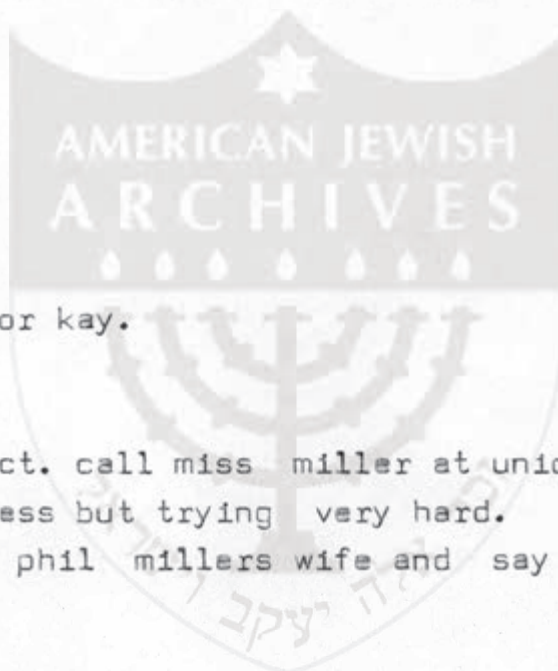 AMERICAN JEWISH
ARCHIVES
or kay.
ct. call miss miller at unio
ess but trying very hard.
phil millers wife and say
יעקב